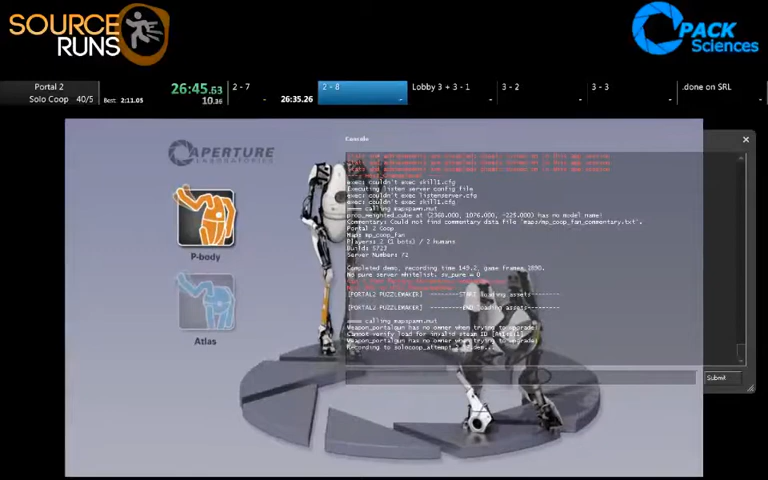 SOURCE
RUNS
PACK
Sciences
Portal 2
Solo Coop 40/5
Best: 2:11.05
26:45.53
10.36
2 - 7
-
26:35.26
2 - 8
-
Lobby 3 + 3-1
-
3 - 2
-
3 - 3
-
.done on SRL
-
APERTURE
LABORATORIES
P-body
Atlas
Console
exec: couldn't exec skill1.cfg
Executing listen server config file
exec: couldn't exec listenserver.cfg
exec: couldn't exec skill1.cfg
==== calling mapspawn.nut
prop_weighted_cube at (2368.000, 1076.000, -225.000) has no model name!
Commentary: Could not find commentary data file 'maps/mp_coop_fan_commentary.txt'.
Portal 2 Coop
Map: mp_coop_fan
Players: 2 (1 bots) / 2 humans
Build: 5723
Server Number: 72
Completed demo, recording time 149.2, game frames
No pure server whitelist. sv_pure = 0
[PORTAL2 PUZZLEMAKER] --------START loading assets--------
[PORTAL2 PUZZLEMAKER] --------END loading assets--------
==== calling mapspawn.nut
Weapon_portalgun has no owner when trying to upgrade!
Cannot verify load for invalid steam ID
Weapon_portalgun has no owner when trying to upgrade!
Recording to
Submit